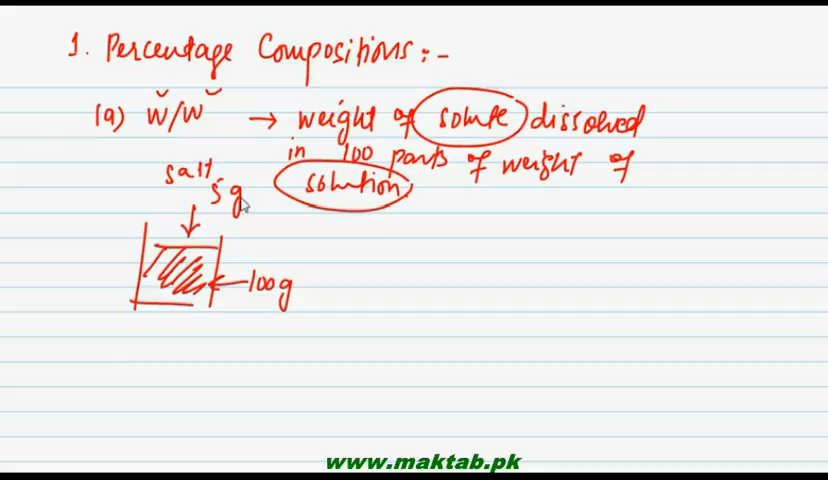 1. Percentage Compositions :-
(a) w/w → weight of solute dissolved
in 100 parts of weight of
solution
salt
5 g
100g
www.maktab.pk